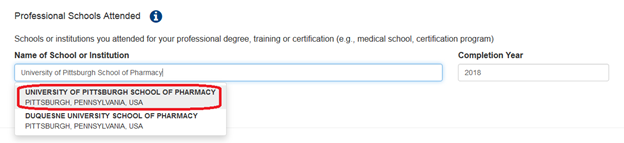 Professional Schools Attended i
Schools or institutions you attended for your professional degree, training or certification (e.g., medical school, certification program)
Name of School or Institution Completion Year
University of Pittsburgh School of Pharmacy 2018
UNIVERSITY OF PITTSBURGH SCHOOL OF PHARMACY
PITTSBURGH, PENNSYLVANIA, USA
DUQUESNE UNIVERSITY SCHOOL OF PHARMACY
PITTSBURGH, PENNSYLVANIA, USA